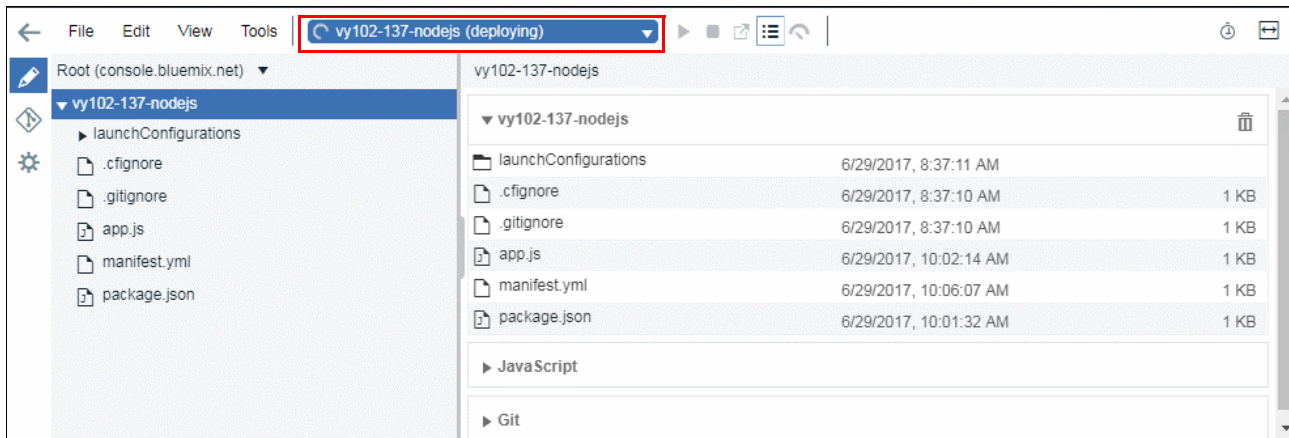 File Edit View Tools vy102-137-nodejs (deploying)
Root (console.bluemix.net)
vy102-137-nodejs
launchConfigurations
.cfignore
.gitignore
app.js
manifest.yml
package.json
vy102-137-nodejs
vy102-137-nodejs
launchConfigurations 6/29/2017, 8:37:11 AM
.cfignore 6/29/2017, 8:37:10 AM 1 KB
.gitignore 6/29/2017, 8:37:10 AM 1 KB
app.js 6/29/2017, 10:02:14 AM 1 KB
manifest.yml 6/29/2017, 10:06:07 AM 1 KB
package.json 6/29/2017, 10:01:32 AM 1 KB
JavaScript
Git